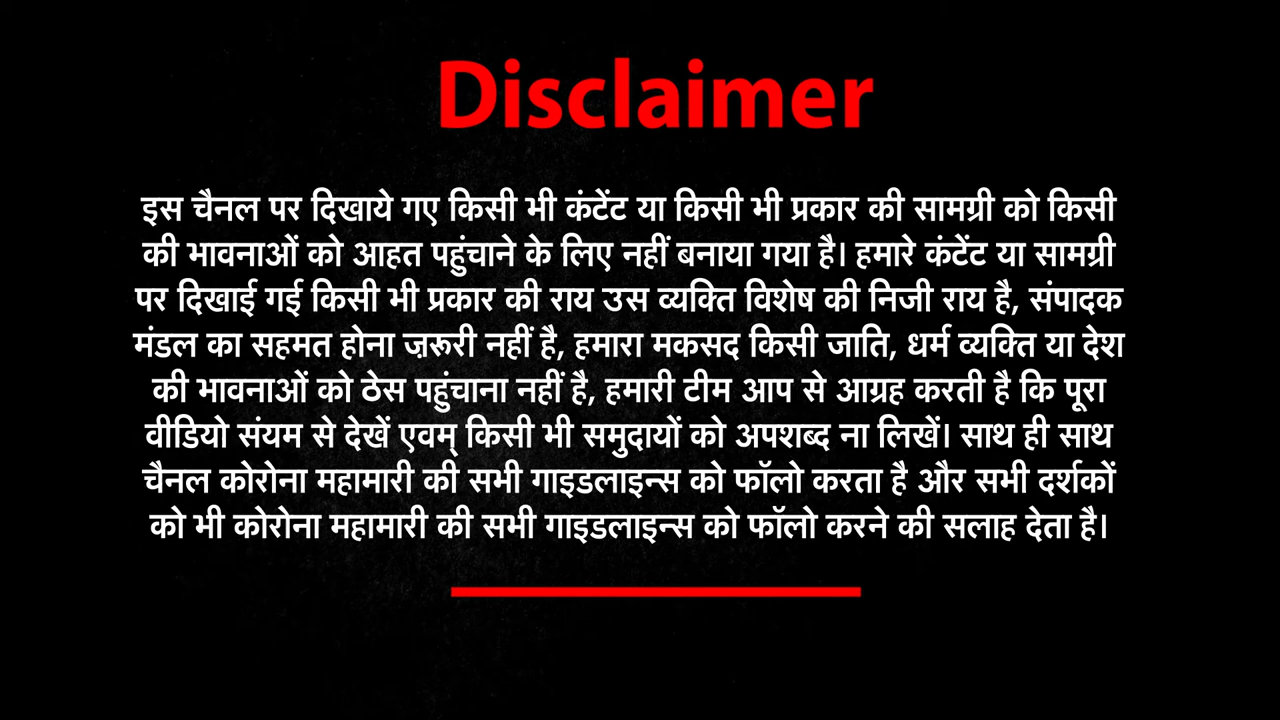 Disclaimer
इस चैनल पर दिखाये गए किसी भी कंटेंट या किसी भी प्रकार की सामग्री को किसी
की भावनाओं को आहत पहुंचाने के लिए नहीं बनाया गया है। हमारे कंटेंट या सामग्री
पर दिखाई गई किसी भी प्रकार की राय उस व्यक्ति विशेष की निजी राय है, संपादक
मंडल का सहमत होना ज़रूरी नहीं है, हमारा मकसद किसी जाति, धर्म व्यक्ति या देश
की भावनाओं को ठेस पहुंचाना नहीं है, हमारी टीम आप से आग्रह करती है कि पूरा
वीडियो संयम से देखें एवम् किसी भी समुदायों को अपशब्द ना लिखें। साथ ही साथ
चैनल कोरोना महामारी की सभी गाइडलाइन्स को फॉलो करता है और सभी दर्शकों
को भी कोरोना महामारी की सभी गाइडलाइन्स को फॉलो करने की सलाह देता है।